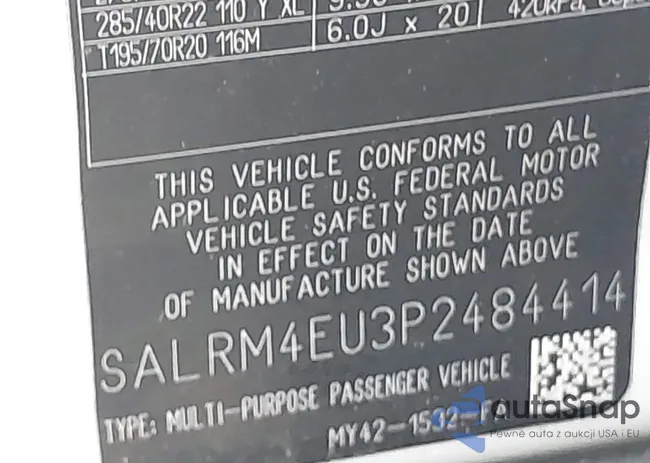 285/40R22 110 Y XL
T195/70R20 116M
6.0J x 20
THIS VEHICLE CONFORMS TO ALL
APPLICABLE U.S. FEDERAL MOTOR
VEHICLE SAFETY STANDARDS
IN EFFECT ON THE DATE
OF MANUFACTURE SHOWN ABOVE
SALRM4EU3P2484414
TYPE: MULTI-PURPOSE PASSENGER VEHICLE
autaSnap
Pewne auta z aukcji USA i EU